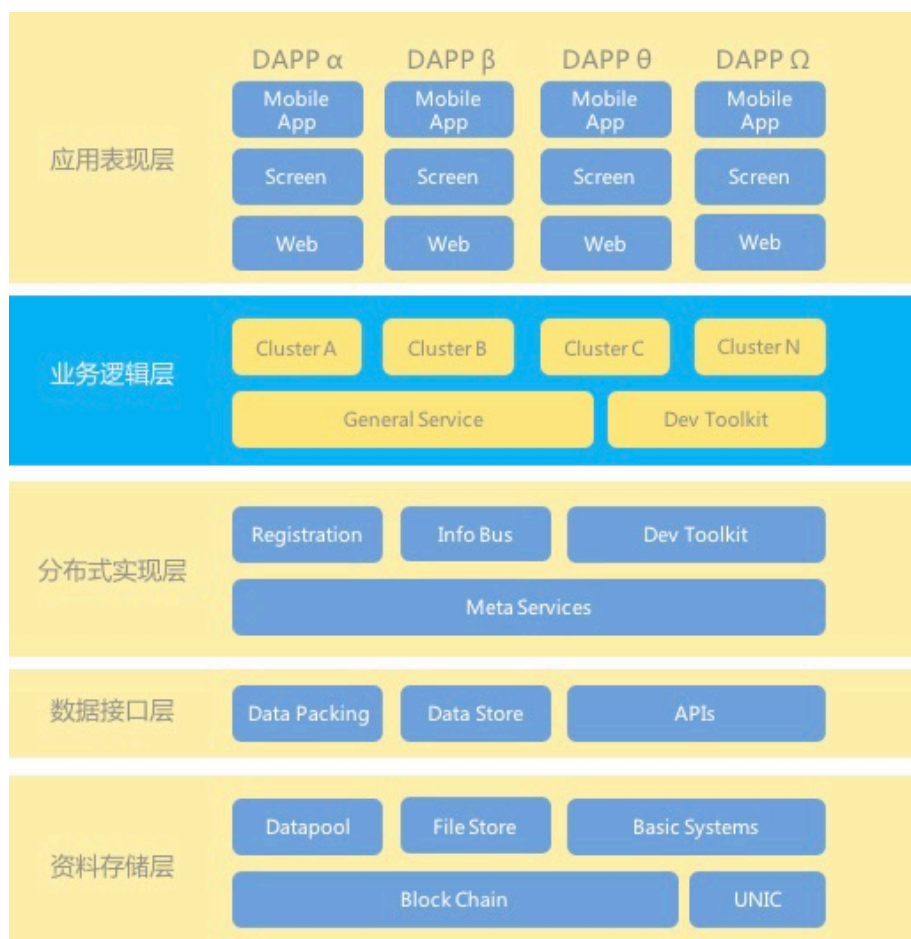 DAPP α DAPP β DAPP θ DAPP Ω
Mobile App Mobile App Mobile App Mobile App
应用表现层
Screen Screen Screen Screen
Web Web Web Web
Cluster A Cluster B Cluster C Cluster N
业务逻辑层
General Service Dev Toolkit
Registration Info Bus Dev Toolkit
分布式实现层
Meta Services
数据接口层 Data Packing Data Store APIs
Datapool File Store Basic Systems
资料存储层
Block Chain UNIC